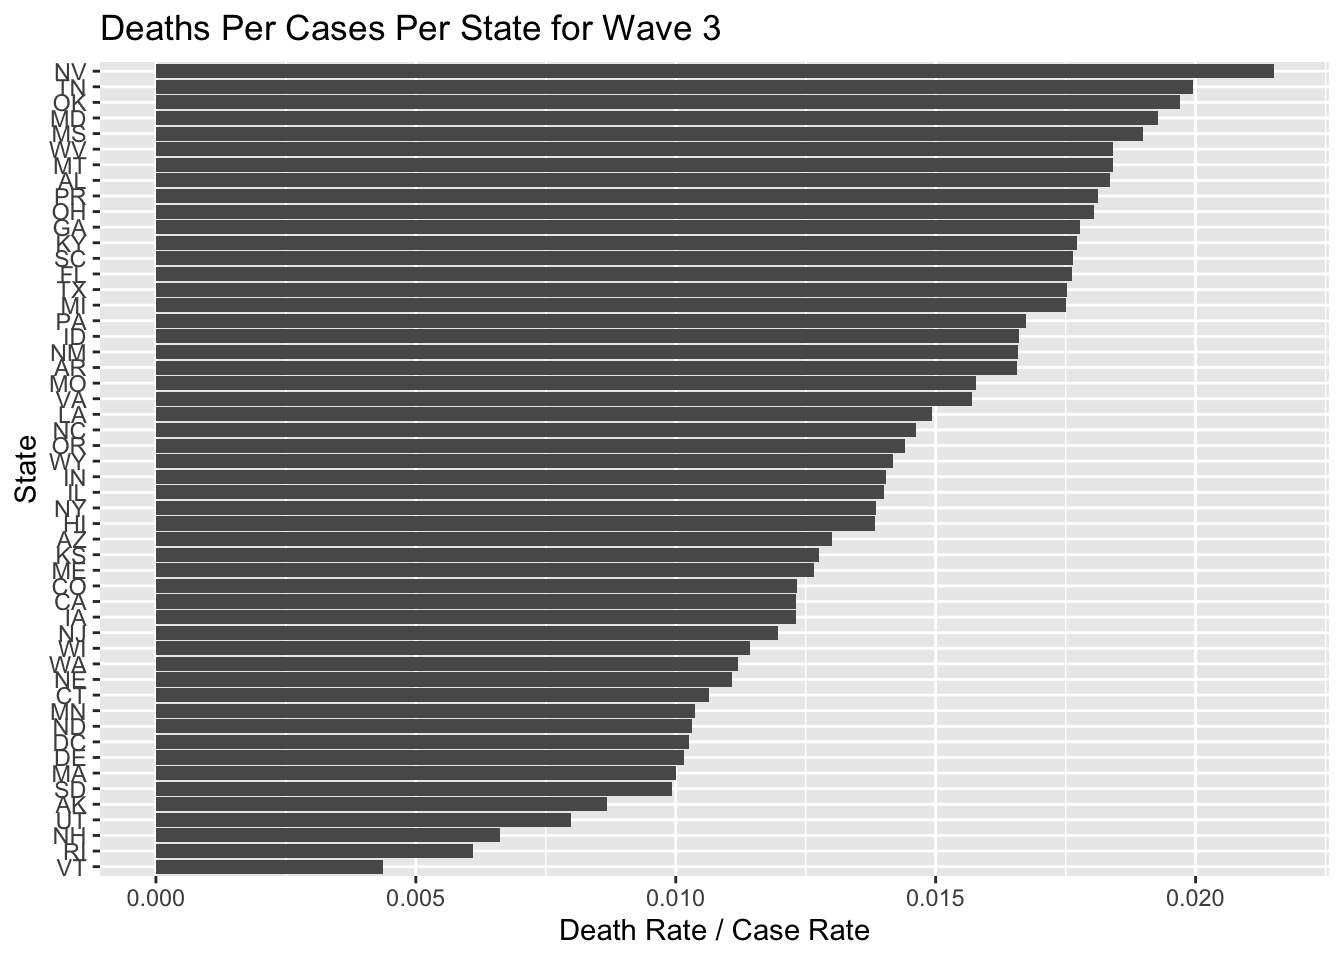 Deaths Per Cases Per State for Wave 3
NV
TN
OK
MD
MS
WV
MT
AL
PR
OH
GA
KY
SC
FL
TX
MI
PA
ID
NM
AR
MO
VA
LA
NC
OR
WY
IN
IL
NY
HI
AZ
KS
ME
CO
CA
IA
NJ
WI
WA
NE
CT
MN
ND
DC
DE
MA
SD
AK
UT
NH
RI
VT
State
0.000 0.005 0.010 0.015 0.020
Death Rate / Case Rate